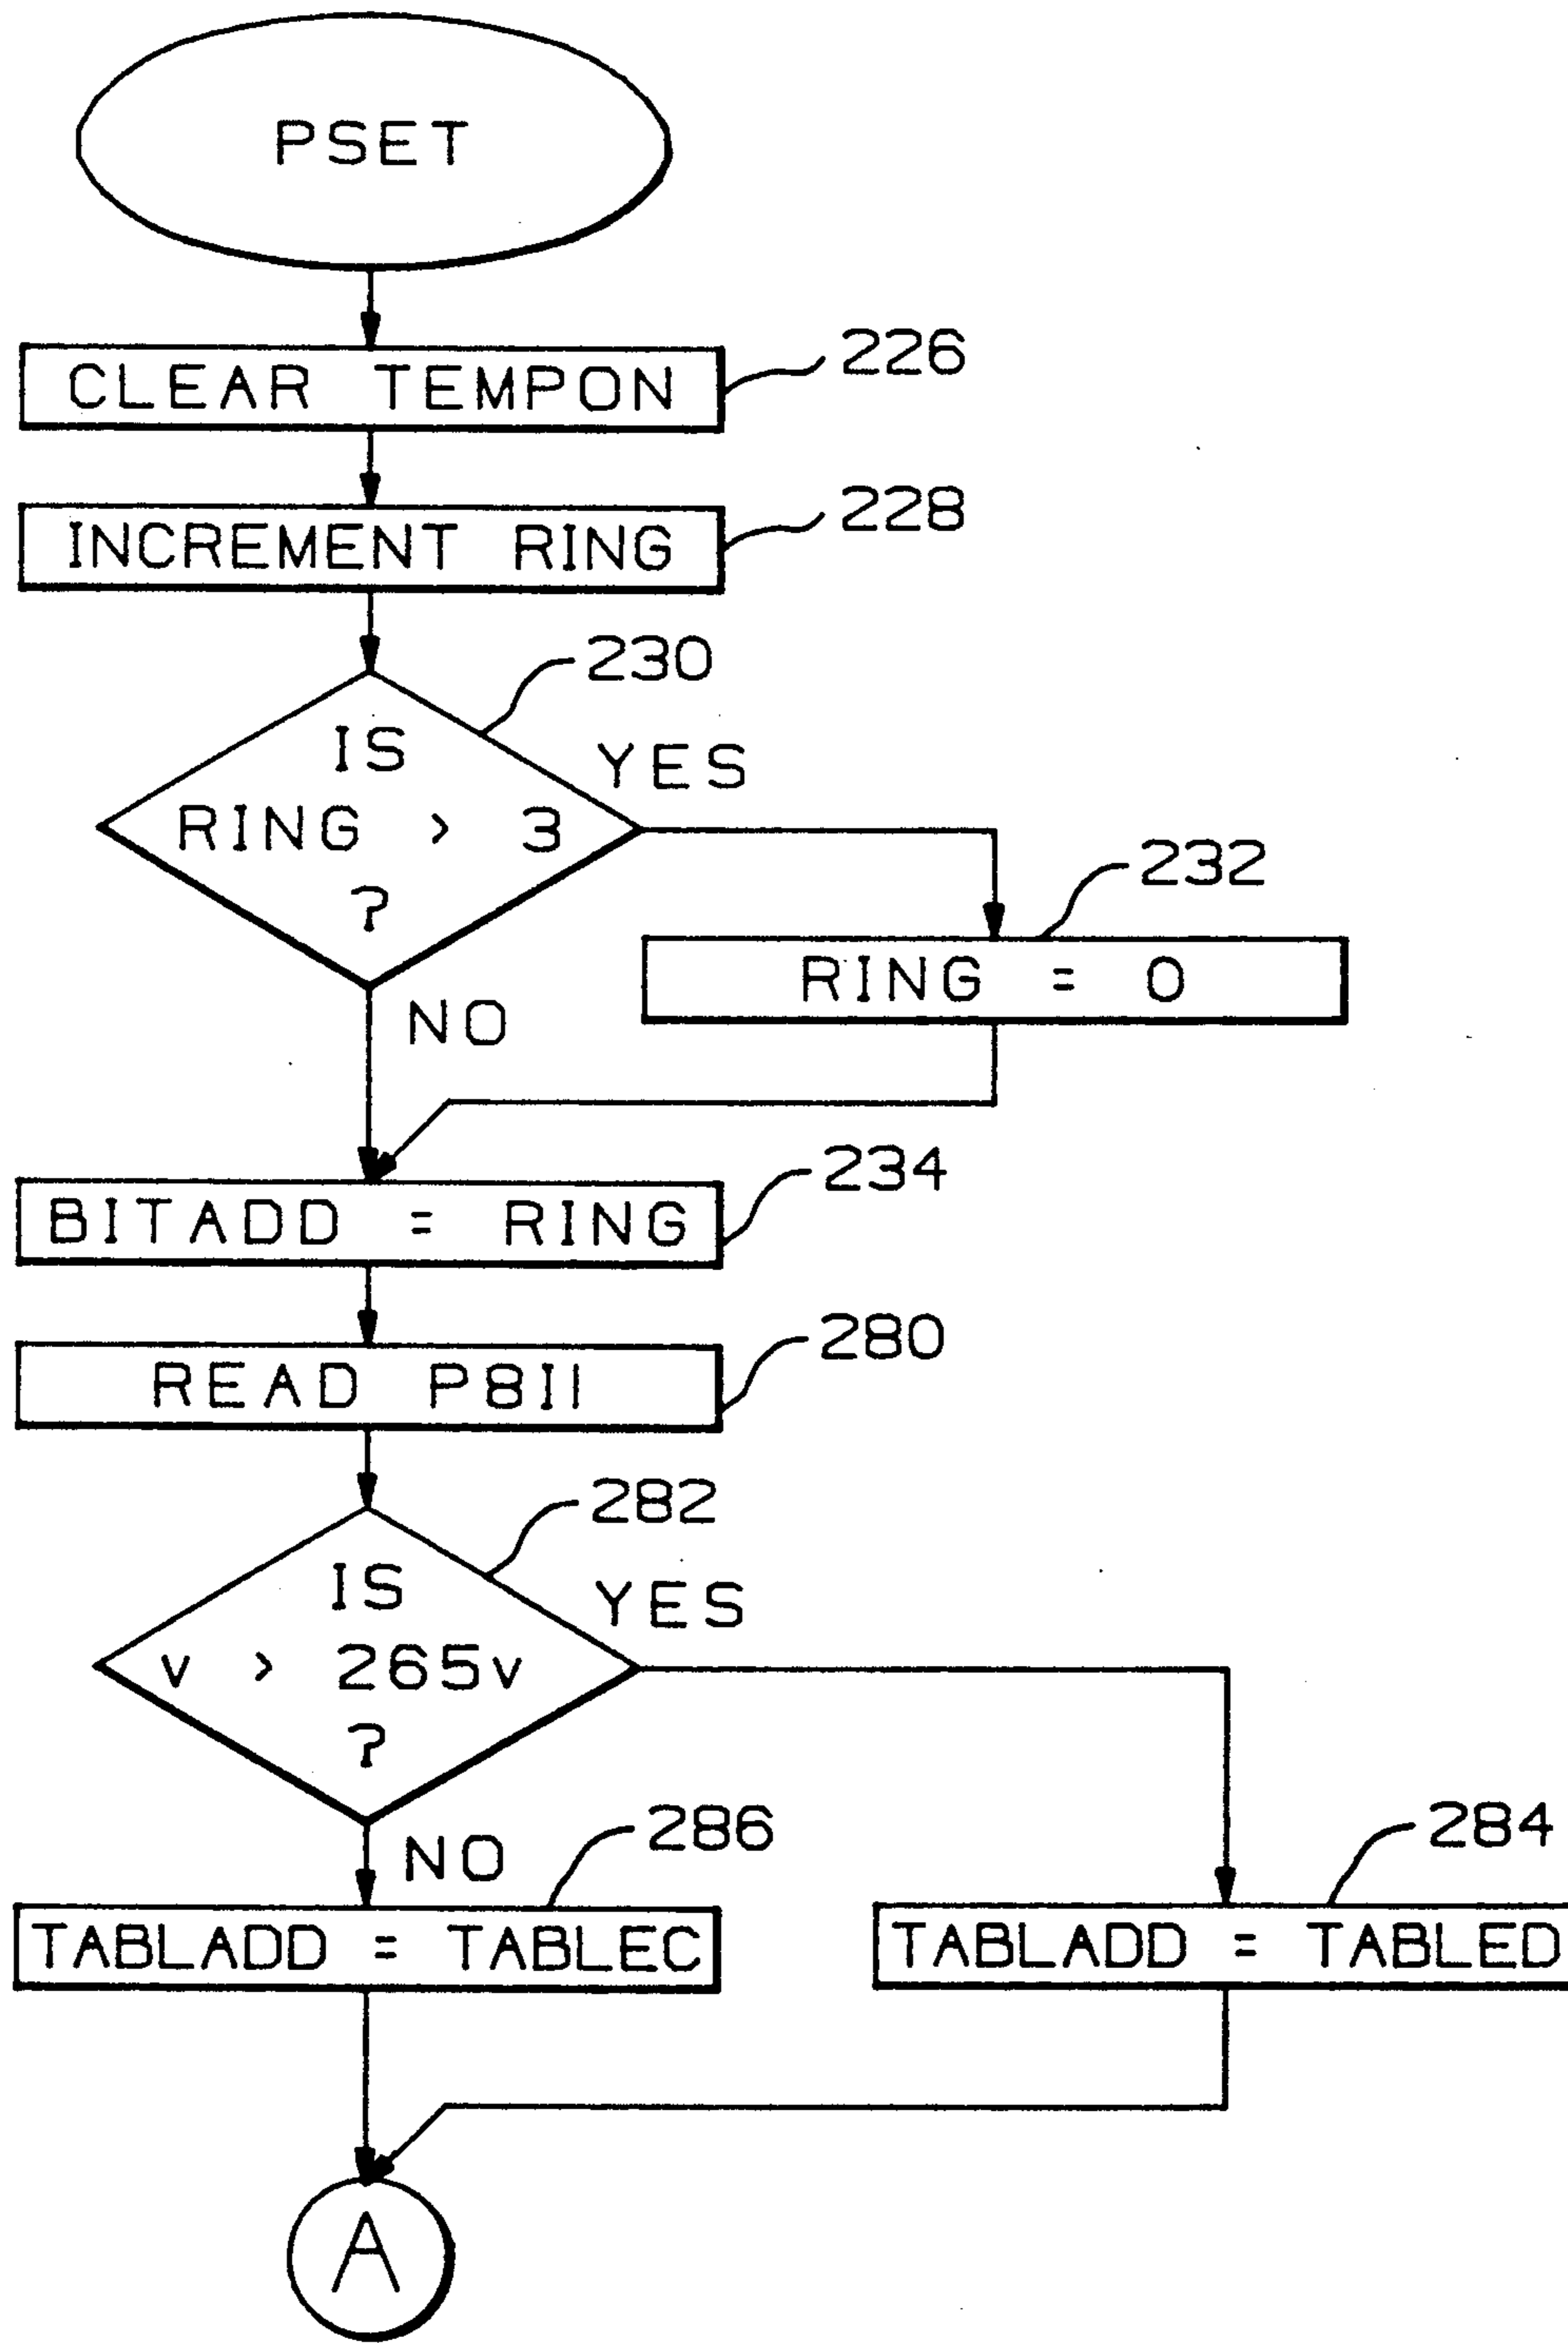 PSET
CLEAR TEMPON
226
INCREMENT RING
228
230
IS
RING > 3
?
YES
232
RING = 0
NO
234
BITADD = RING
280
READ P8II
282
IS
v > 265v
?
YES
NO
286
284
TABLADD = TABLEC
TABLADD = TABLED
A